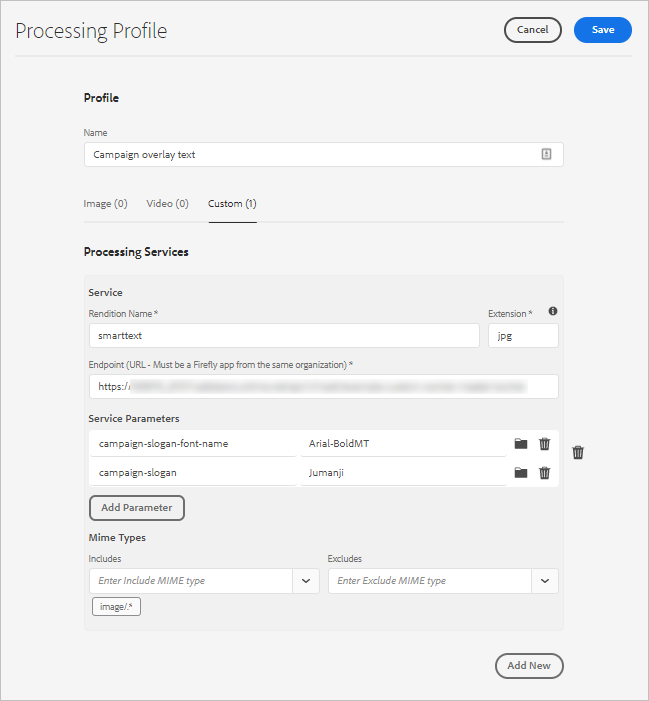 Processing Profile
Cancel
Save
Profile
Name
Campaign overlay text
Image (0) Video (0) Custom (1)
Processing Services
Service
Rendition Name * Extension *
smarttext jpg
Endpoint (URL - Must be a Firefly app from the same organization) *
https:/
Service Parameters
campaign-slogan-font-name Arial-BoldMT
campaign-slogan Jumanji
Add Parameter
Mime Types
Includes Excludes
Enter Include MIME type Enter Exclude MIME type
image/.*
Add New